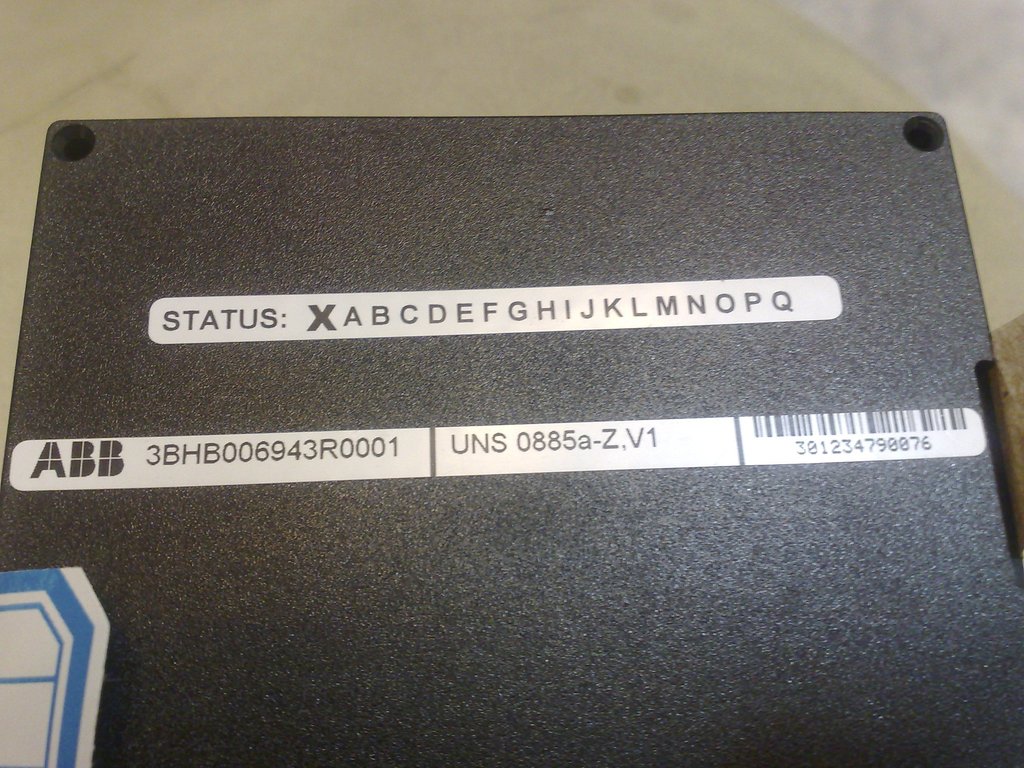 STATUS: X A B C D E F G H I J K L M N O P Q
ABB 3BHB006943R0001 UNS 0885a-Z,V1 301234790076